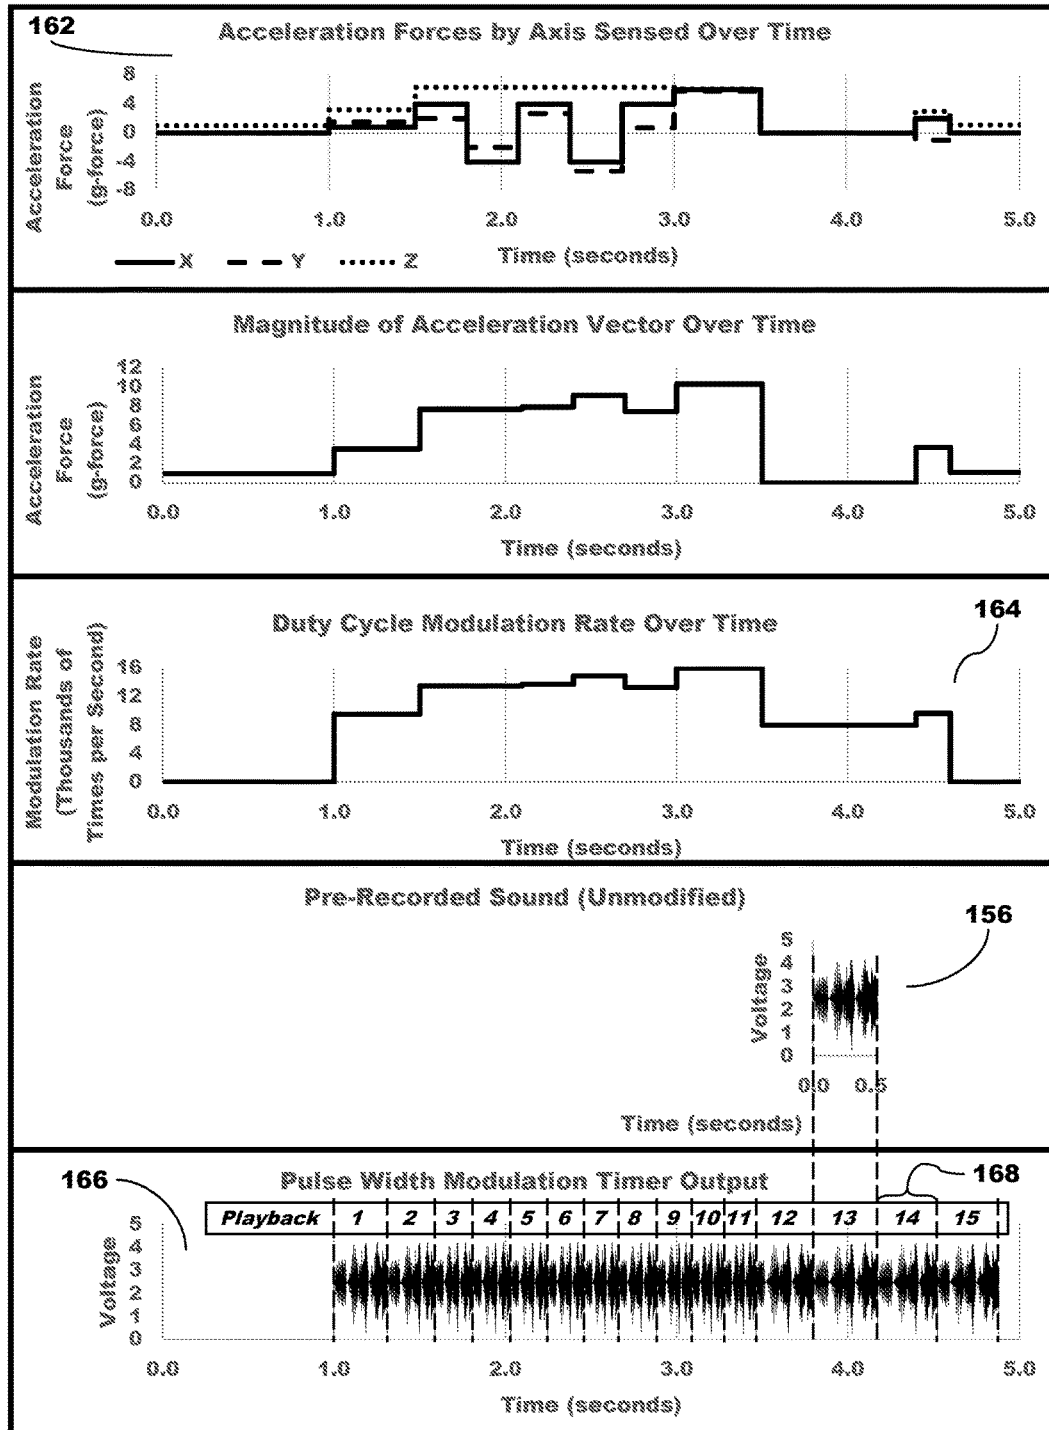 162
Acceleration Forces by Axis Sensed Over Time
Acceleration
Force
(g-force)
8
4
0
-4
-8
0.0 1.0 2.0 3.0 4.0 5.0
Time (seconds)
X Y Z
Magnitude of Acceleration Vector Over Time
Acceleration
Force
(g-force)
12
10
8
6
4
2
0
0.0 1.0 2.0 3.0 4.0 5.0
Time (seconds)
164
Duty Cycle Modulation Rate Over Time
Modulation Rate
(Thousands of
Times per Second)
16
12
8
4
0
0.0 1.0 2.0 3.0 4.0 5.0
Time (seconds)
Pre-Recorded Sound (Unmodified)
156
Voltage
5
4
3
2
1
0
0.0 0.5
Time (seconds)
166
Pulse Width Modulation Timer Output
168
Playback 1 2 3 4 5 6 7 8 9 10 11 12 13 14 15
Voltage
5
4
3
2
1
0
0.0 1.0 2.0 3.0 4.0 5.0
Time (seconds)